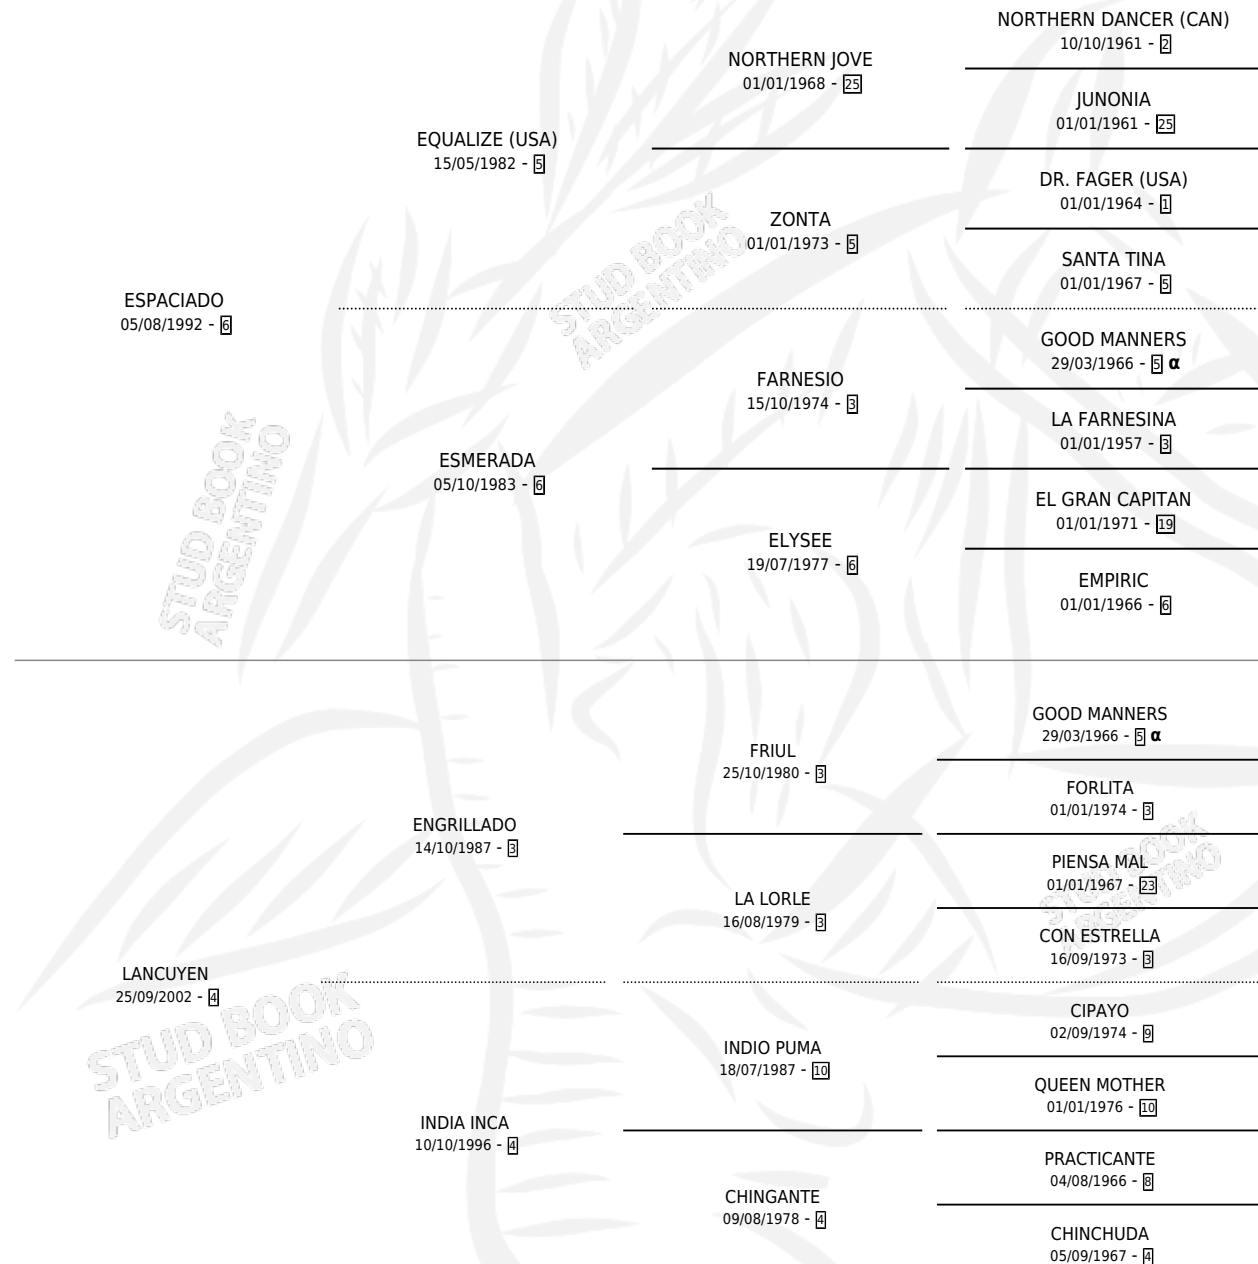 NORTHERN DANCER (CAN)
10/10/1961 - 2
NORTHERN JOVE
01/01/1968 - 25
JUNONIA
01/01/1961 - 25
EQUALIZE (USA)
15/05/1982 - 5
DR. FAGER (USA)
01/01/1964 - 1
ZONTA
01/01/1973 - 5
SANTA TINA
01/01/1967 - 5
STUD BOOK
ARGENTINO
ESPACIADO
05/08/1992 - 6
GOOD MANNERS
29/03/1966 - 5 α
FARNESIO
15/10/1974 - 3
LA FARNESINA
01/01/1957 - 3
ESMERADA
05/10/1983 - 6
EL GRAN CAPITAN
01/01/1971 - 19
ELYSEE
19/07/1977 - 6
EMPIRIC
01/01/1966 - 6
STUD BOOK
ARGENTINO
GOOD MANNERS
29/03/1966 - 5 α
FRIUL
25/10/1980 - 3
FORLITA
01/01/1974 - 3
ENGRILLADO
14/10/1987 - 3
PIENSA MAL
01/01/1967 - 23
STUD BOOK
ARGENTINO
LA LORLE
16/08/1979 - 3
CON ESTRELLA
16/09/1973 - 3
LANCUYEN
25/09/2002 - 4
STUD BOOK
ARGENTINO
CIPAYO
02/09/1974 - 9
INDIO PUMA
18/07/1987 - 10
QUEEN MOTHER
01/01/1976 - 10
INDIA INCA
10/10/1996 - 4
PRACTICANTE
04/08/1966 - 8
CHINGANTE
09/08/1978 - 4
CHINCHUDA
05/09/1967 - 4